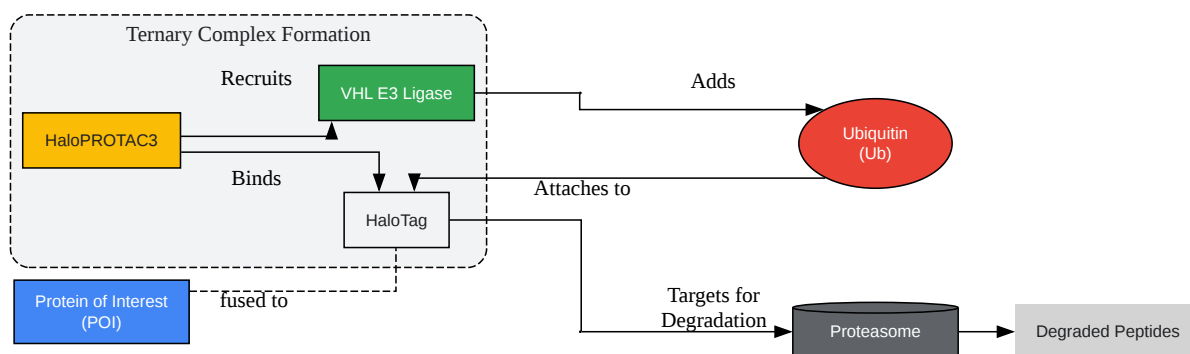 Ternary Complex Formation
Recruits
VHL E3 Ligase
Adds
HaloPROTAC3
Ubiquitin
(Ub)
Binds
Attaches to
HaloTag
Protein of Interest
(POI)
fused to
Targets for
Degradation
Proteasome
Degraded Peptides